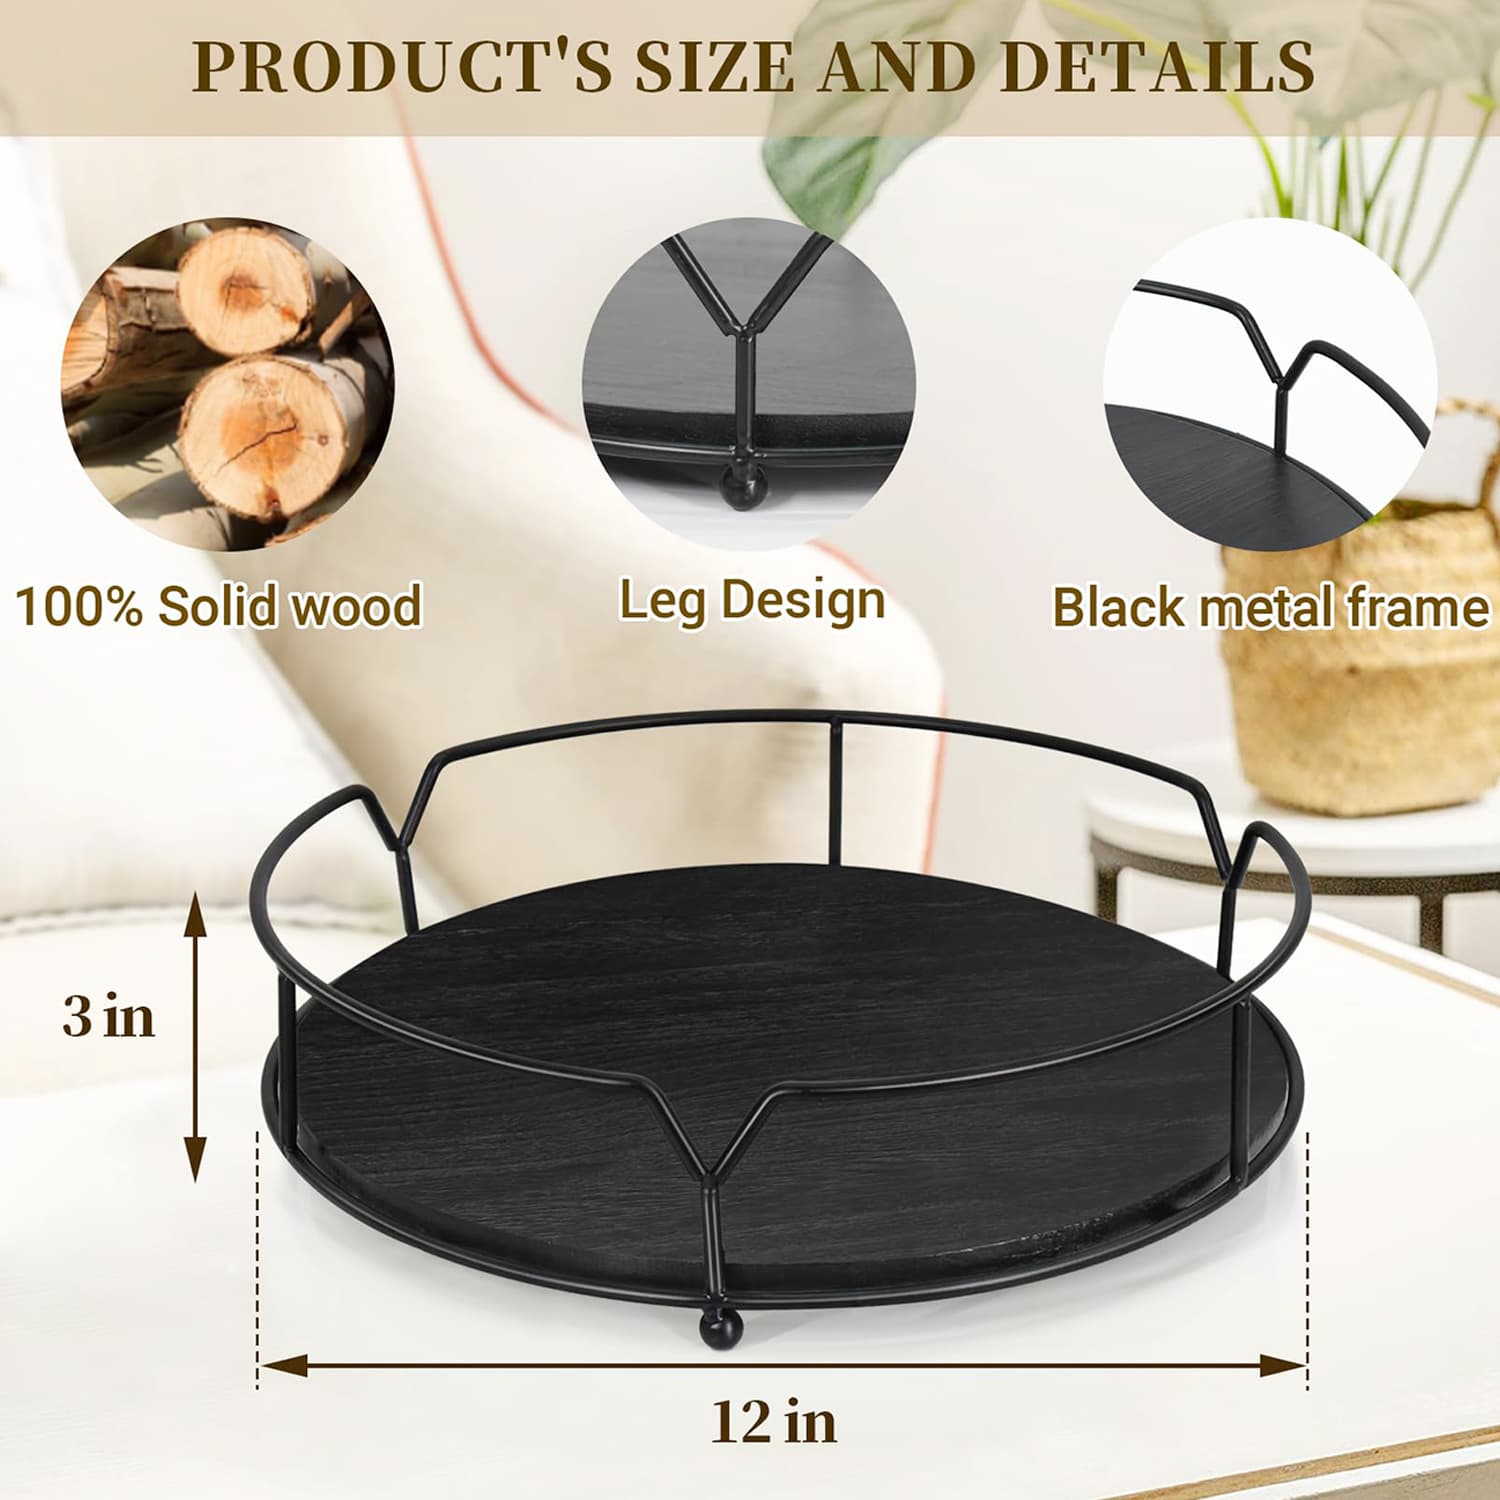 PRODUCT'S SIZE AND DETAILS
100% Solid wood
Leg Design
Black metal frame
3 in
12 in